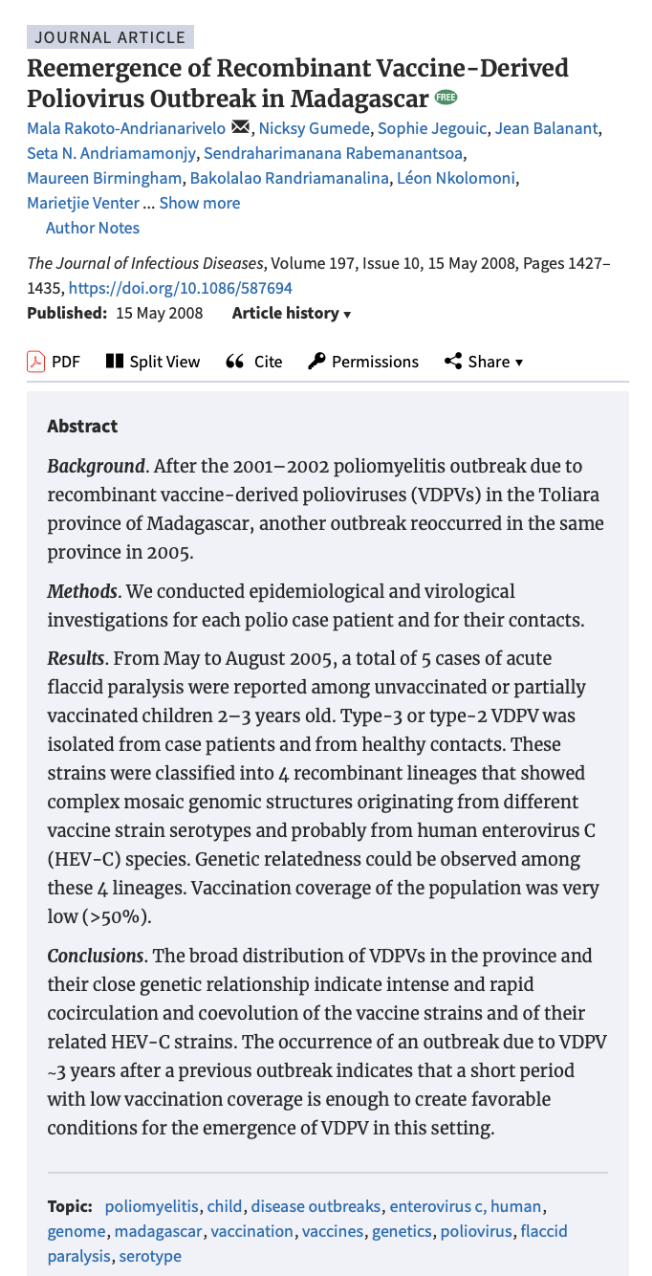 JOURNAL ARTICLE
Reemergence of Recombinant Vaccine-Derived
Poliovirus Outbreak in Madagascar FREE
Mala Rakoto-Andrianarivelo, Nicksy Gumede, Sophie Jegouic, Jean Balanant,
Seta N. Andriamamonjy, Sendraharimanana Rabemanantsoa,
Maureen Birmingham, Bakolalao Randriamanalina, Léon Nkolomoni,
Marietjie Venter ... Show more
Author Notes
The Journal of Infectious Diseases, Volume 197, Issue 10, 15 May 2008, Pages 1427–
1435, https://doi.org/10.1086/587694
Published: 15 May 2008 Article history ▾
PDF Split View Cite Permissions Share ▾
Abstract
Background. After the 2001–2002 poliomyelitis outbreak due to
recombinant vaccine-derived polioviruses (VDPVs) in the Toliara
province of Madagascar, another outbreak reoccurred in the same
province in 2005.
Methods. We conducted epidemiological and virological
investigations for each polio case patient and for their contacts.
Results. From May to August 2005, a total of 5 cases of acute
flaccid paralysis were reported among unvaccinated or partially
vaccinated children 2–3 years old. Type-3 or type-2 VDPV was
isolated from case patients and from healthy contacts. These
strains were classified into 4 recombinant lineages that showed
complex mosaic genomic structures originating from different
vaccine strain serotypes and probably from human enterovirus C
(HEV-C) species. Genetic relatedness could be observed among
these 4 lineages. Vaccination coverage of the population was very
low (>50%).
Conclusions. The broad distribution of VDPVs in the province and
their close genetic relationship indicate intense and rapid
cocirculation and coevolution of the vaccine strains and of their
related HEV-C strains. The occurrence of an outbreak due to VDPV
~3 years after a previous outbreak indicates that a short period
with low vaccination coverage is enough to create favorable
conditions for the emergence of VDPV in this setting.
Topic: poliomyelitis, child, disease outbreaks, enterovirus c, human,
genome, madagascar, vaccination, vaccines, genetics, poliovirus, flaccid
paralysis, serotype